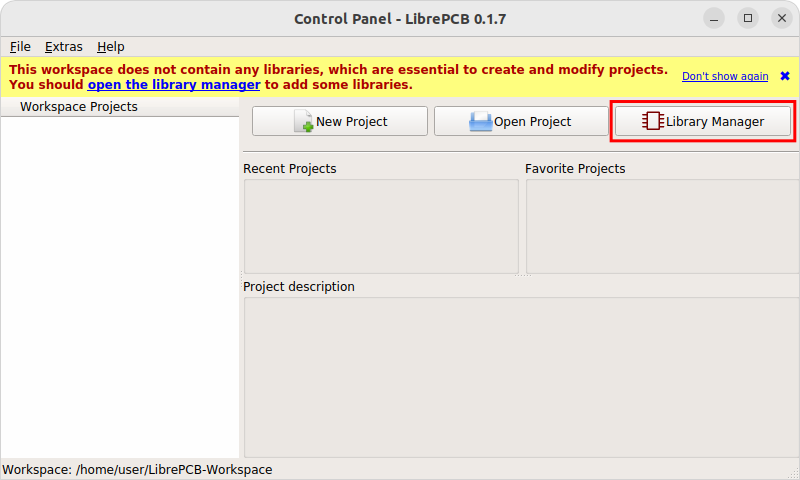 Control Panel - LibrePCB 0.1.7
File Extras Help
This workspace does not contain any libraries, which are essential to create and modify projects.
You should open the library manager to add some libraries.
Don't show again
Workspace Projects
New Project
Open Project
Library Manager
Recent Projects
Favorite Projects
Project description
Workspace: /home/user/LibrePCB-Workspace